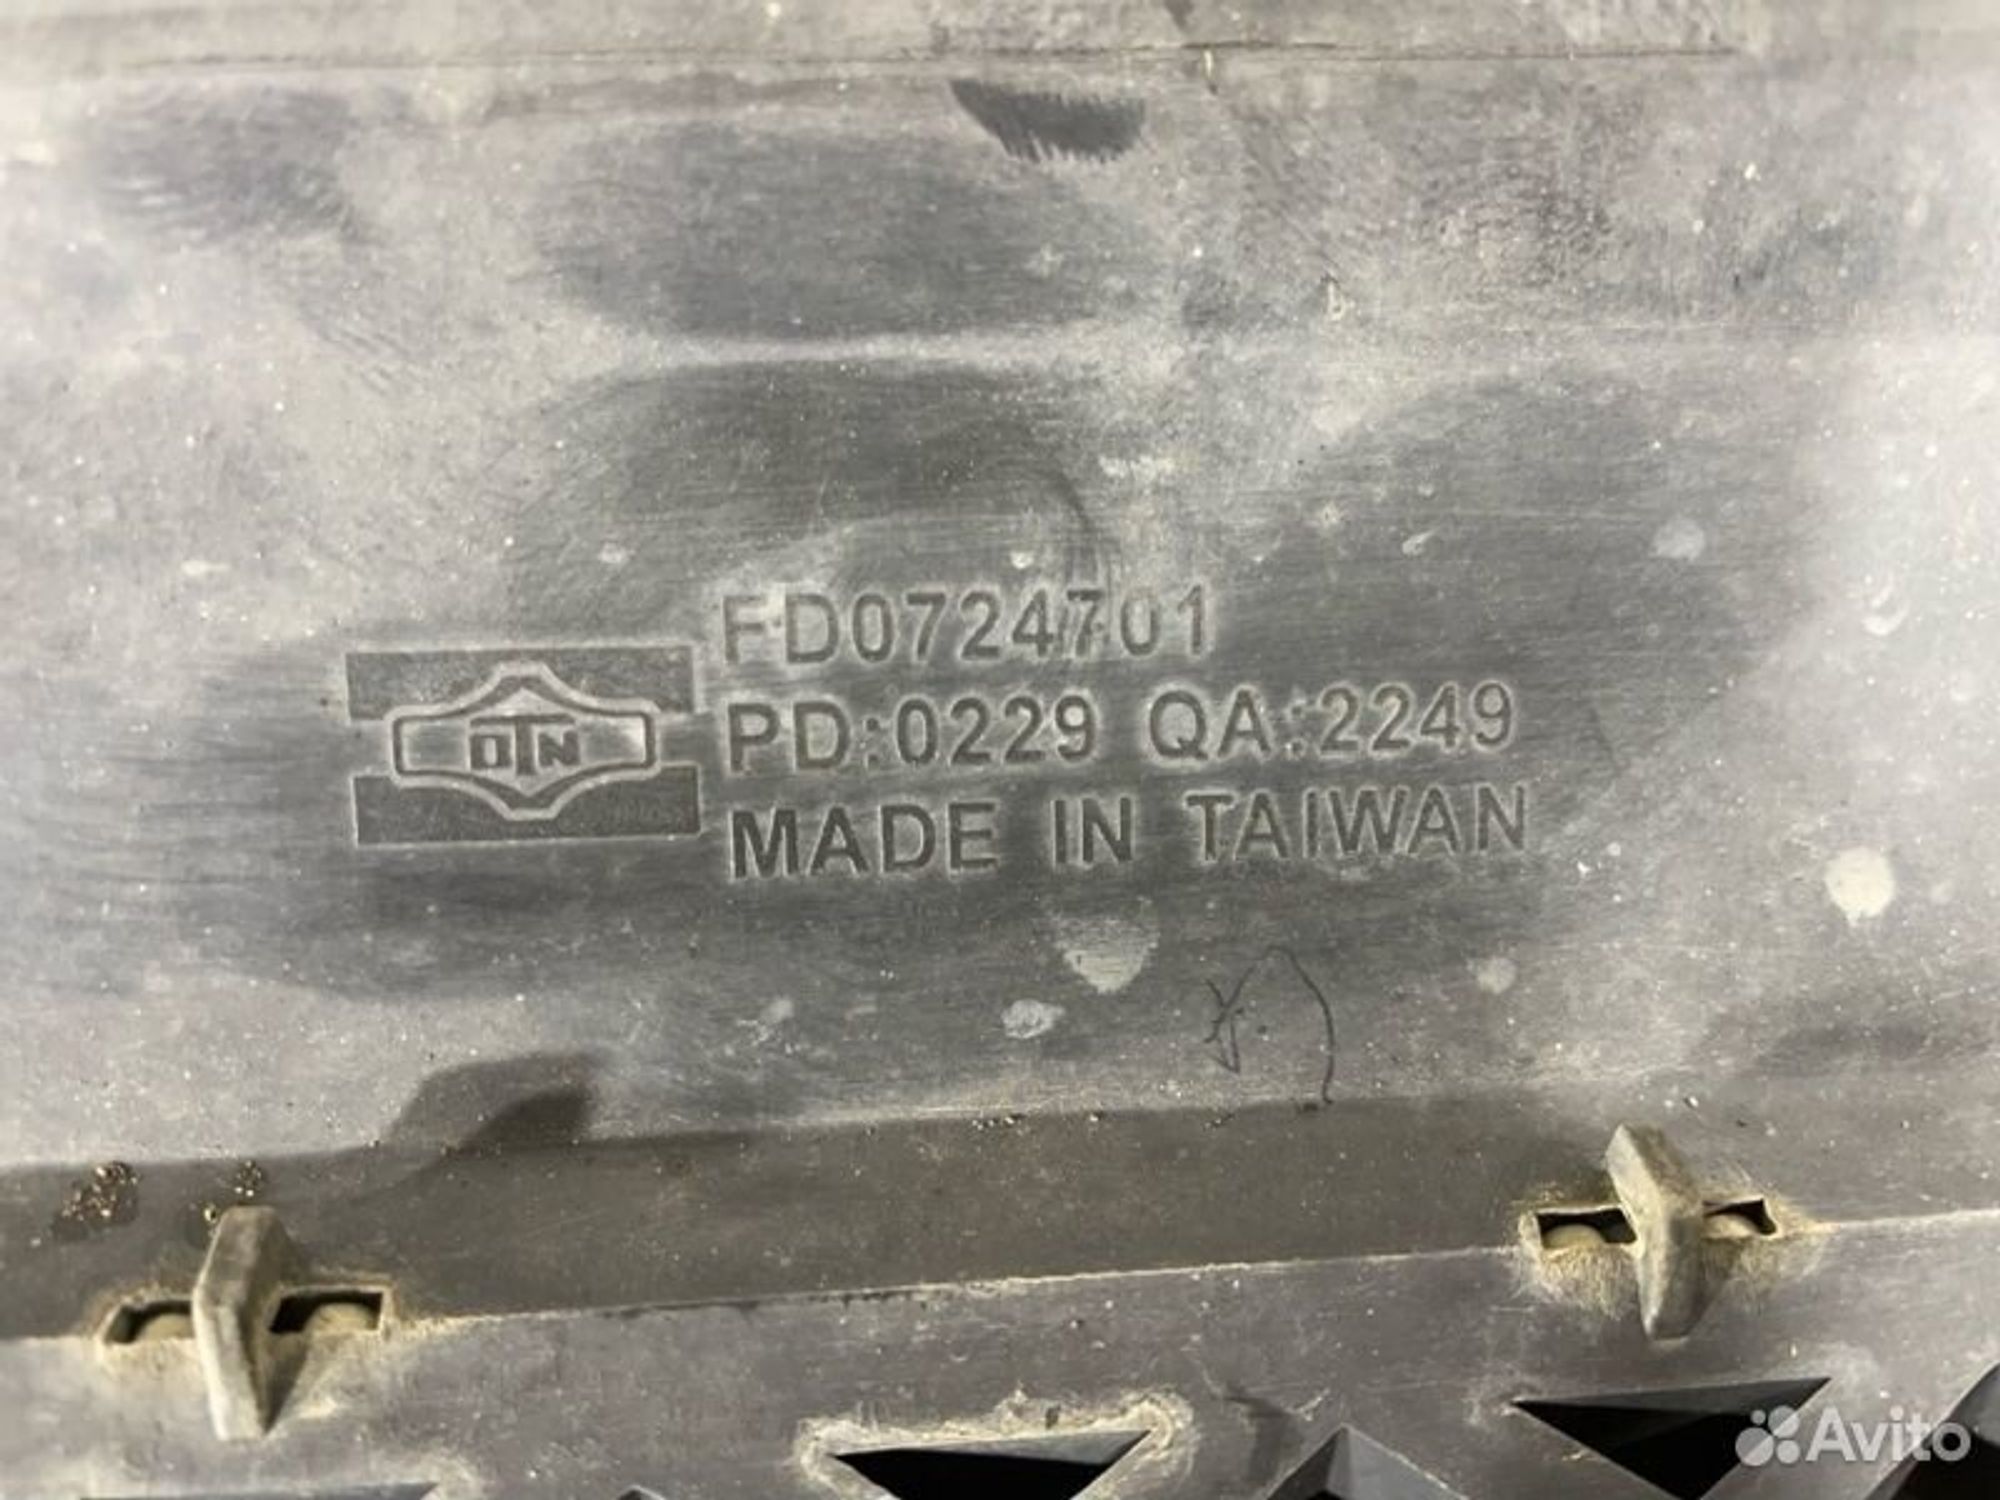 FD0724701
DTN
PD:0229 QA:2249
MADE IN TAIWAN
Avito